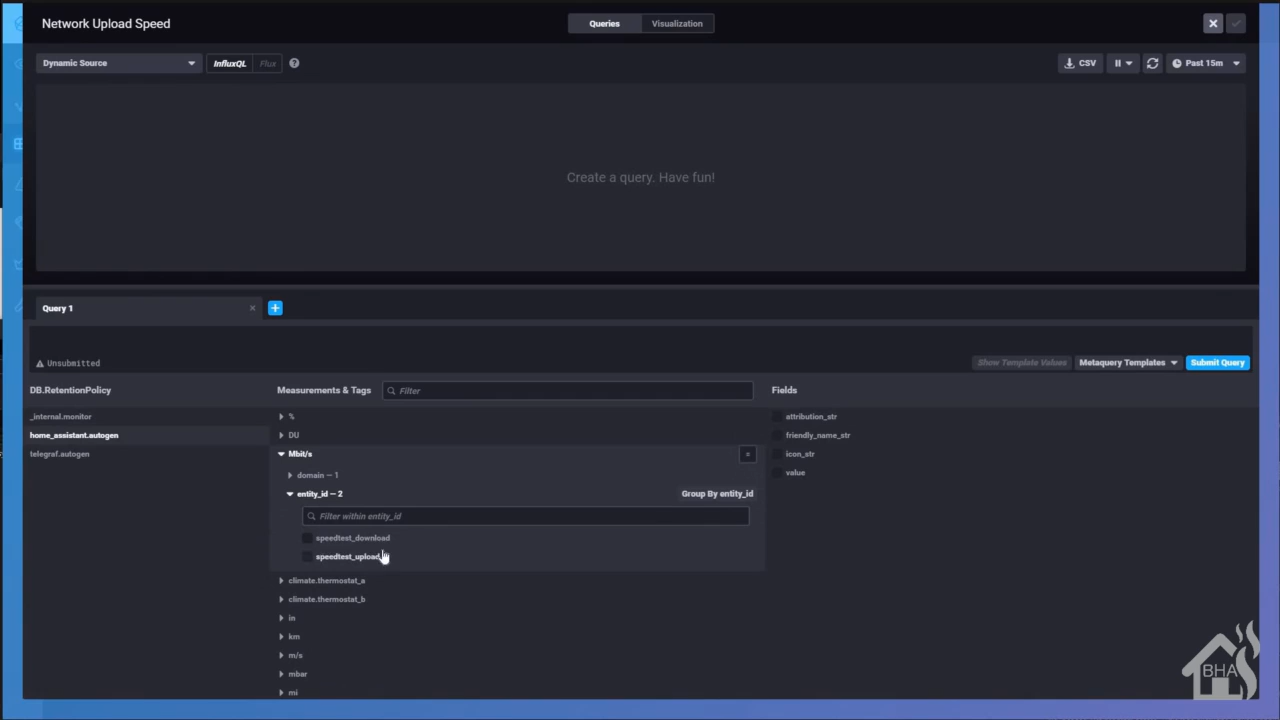 Network Upload Speed
Queries
Visualization
Dynamic Source
InfluxQL
Flux
?
CSV
Past 15m
Create a query. Have fun!
Query 1
Unsubmitted
Show Template Values
Metaquery Templates
Submit Query
DB.RetentionPolicy
_internal.monitor
home_assistant.autogen
telegraf.autogen
Measurements & Tags
Filter
%
DU
Mbit/s
=
domain — 1
entity_id — 2
Group By entity_id
Filter within entity_id
speedtest_download
speedtest_upload
climate.thermostat_a
climate.thermostat_b
in
km
m/s
mbar
mi
Fields
attribution_str
friendly_name_str
icon_str
value
BHA